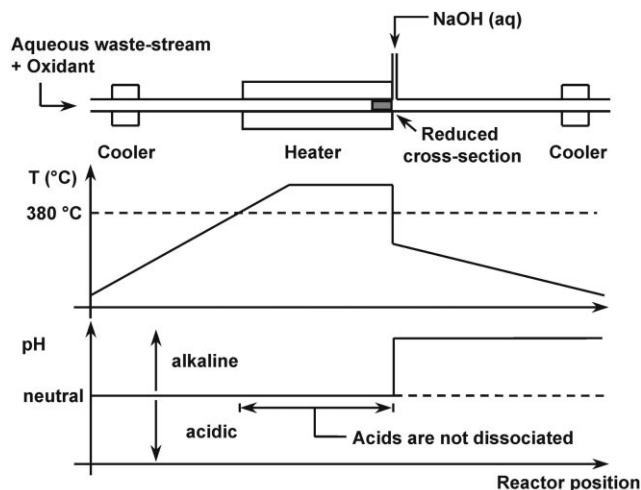 NaOH (aq)
Aqueous waste-stream
+ Oxidant
Reduced
cross-section
Cooler
Heater
Cooler
T (°C)
380 °C
pH
alkaline
neutral
acidic
Acids are not dissociated
Reactor position